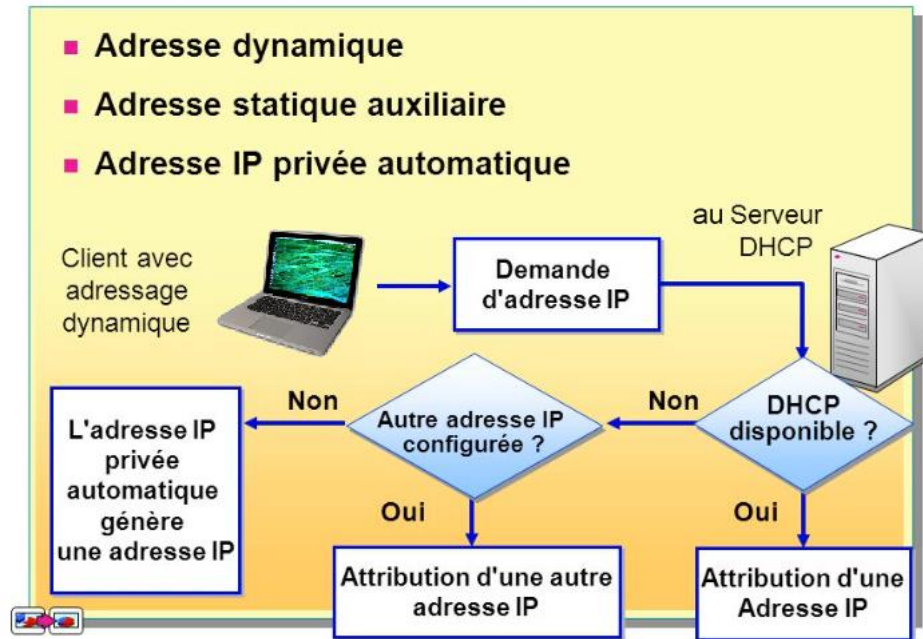 Adresse dynamique
Adresse statique auxiliaire
Adresse IP privée automatique
Client avec
adressage
dynamique
Demande
d'adresse IP
au Serveur
DHCP
DHCP
disponible ?
Non
Autre adresse IP
configurée ?
Non
L'adresse IP
privée
automatique
génère
une adresse IP
Oui
Attribution d'une autre
adresse IP
Oui
Attribution d'une
Adresse IP